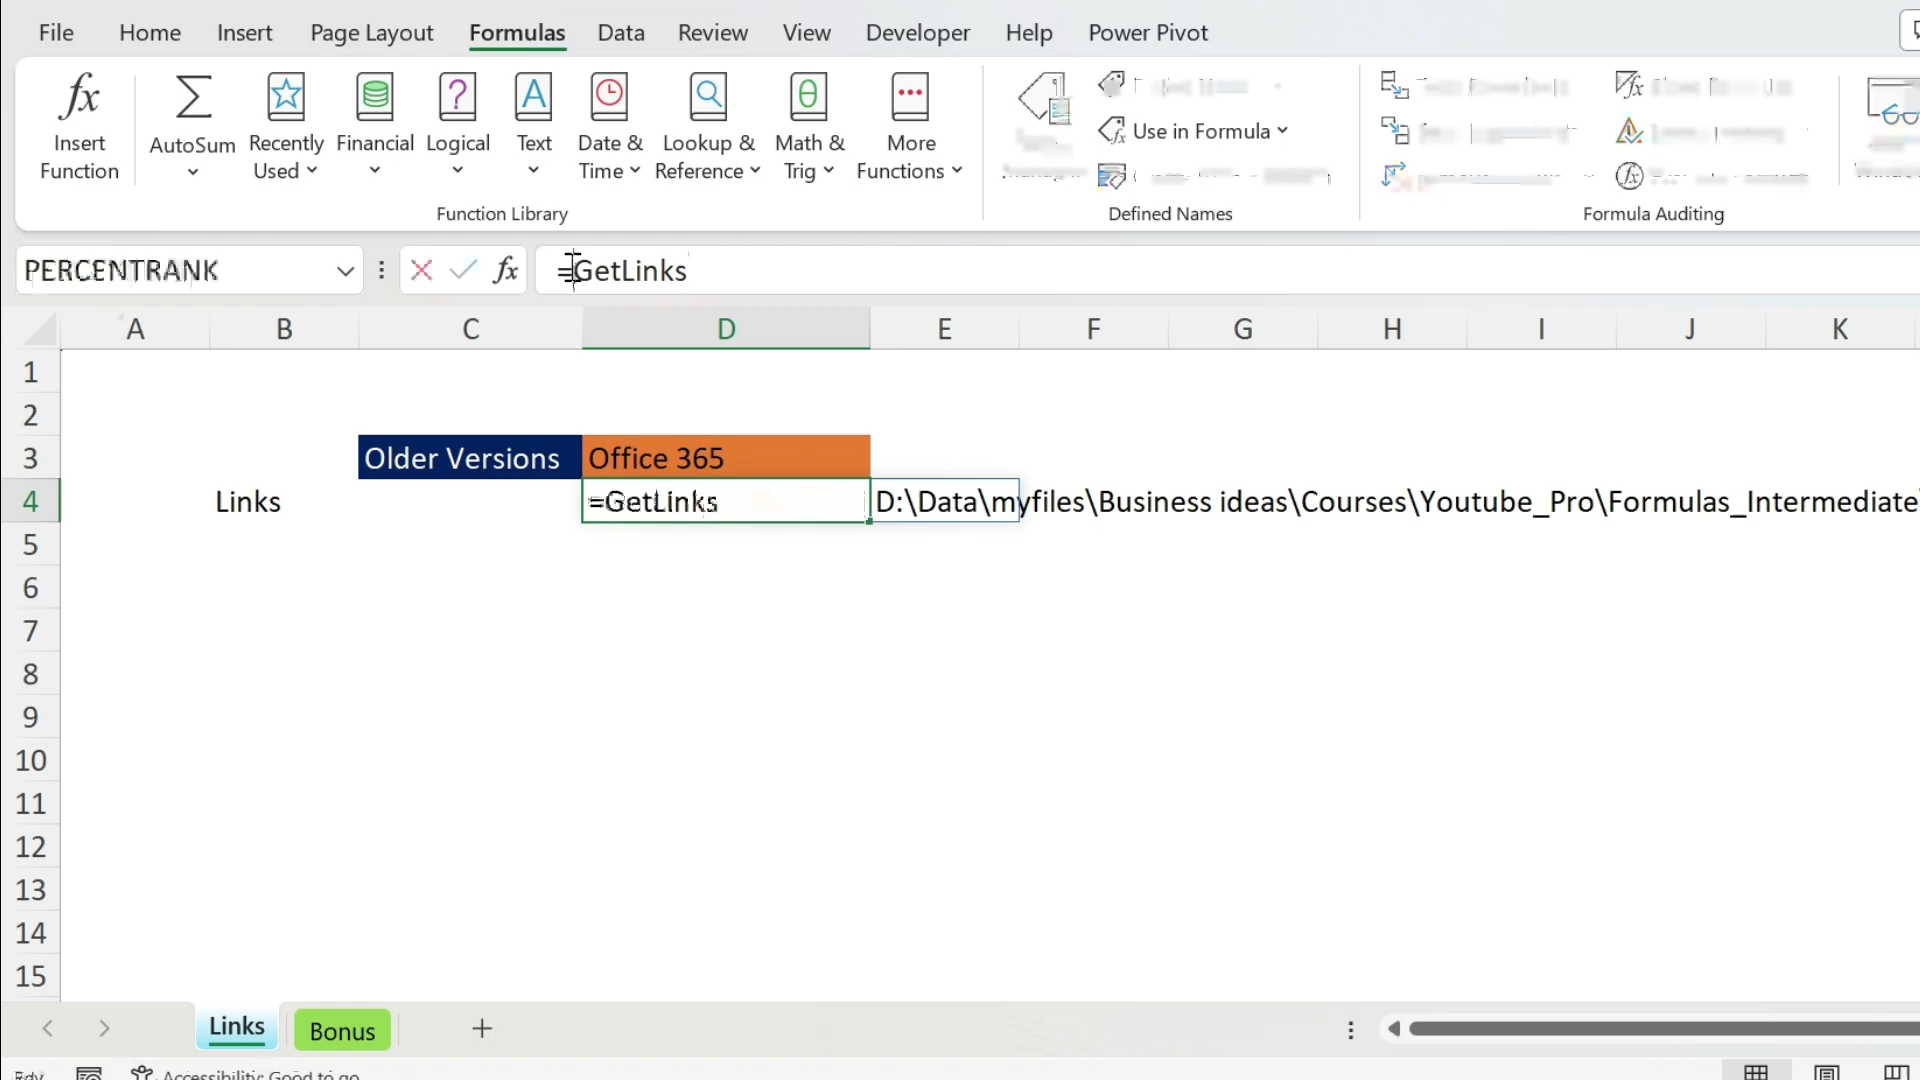 File Home Insert Page Layout Formulas Data Review View Developer Help Power Pivot
Insert Function
AutoSum
Recently Used
Financial
Logical
Text
Date & Time
Lookup & Reference
Math & Trig
More Functions
Use in Formula
Function Library
Defined Names
Formula Auditing
PERCENTRANK
fx
=GetLinks
A B C D E F G H I J K
1
2
3 Older Versions Office 365
4 Links =GetLinks D:\Data\myfiles\Business ideas\Courses\Youtube_Pro\Formulas_Intermediate\
5
6
7
8
9
10
11
12
13
14
15
Links Bonus
Accessibility: Good to go